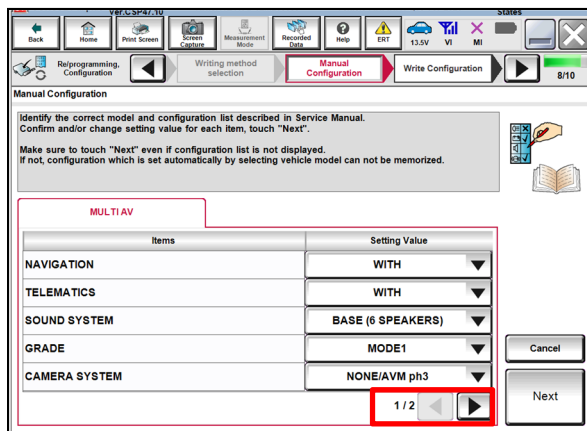 Ver.CSP47.10
States
Back
Home
Print Screen
Screen Capture
Measurement Mode
Recorded Data
Help
ERT
13.5V
VI
MI
Re/programming, Configuration
Writing method selection
Manual Configuration
Write Configuration
8/10
Manual Configuration
Identify the correct model and configuration list described in Service Manual.
Confirm and/or change setting value for each item, touch "Next".
Make sure to touch "Next" even if configuration list is not displayed.
If not, configuration which is set automatically by selecting vehicle model can not be memorized.
MULTI AV
Items
Setting Value
NAVIGATION
WITH
TELEMATICS
WITH
SOUND SYSTEM
BASE (6 SPEAKERS)
GRADE
MODE1
CAMERA SYSTEM
NONE/AVM ph3
1 / 2
Cancel
Next